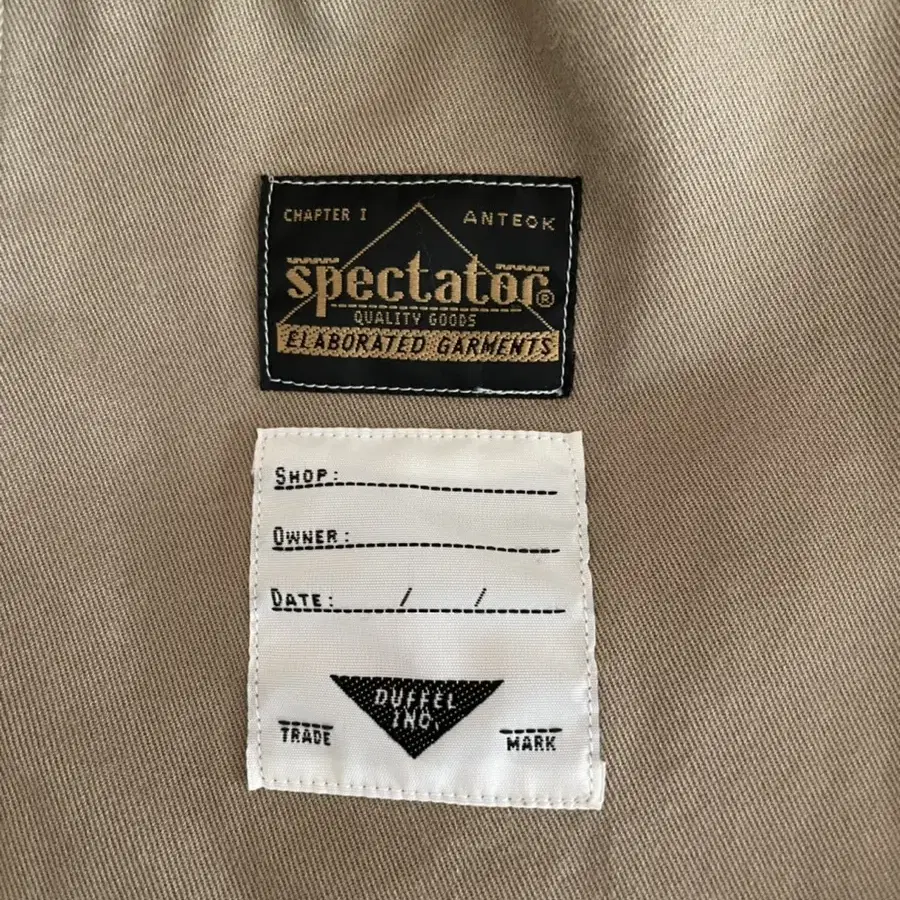 CHAPTER I ANTEOK
spectator®
QUALITY GOODS
ELABORATED GARMENTS
SHOP:
OWNER:
DATE: / /
DUFFEL
INC.
TRADE MARK